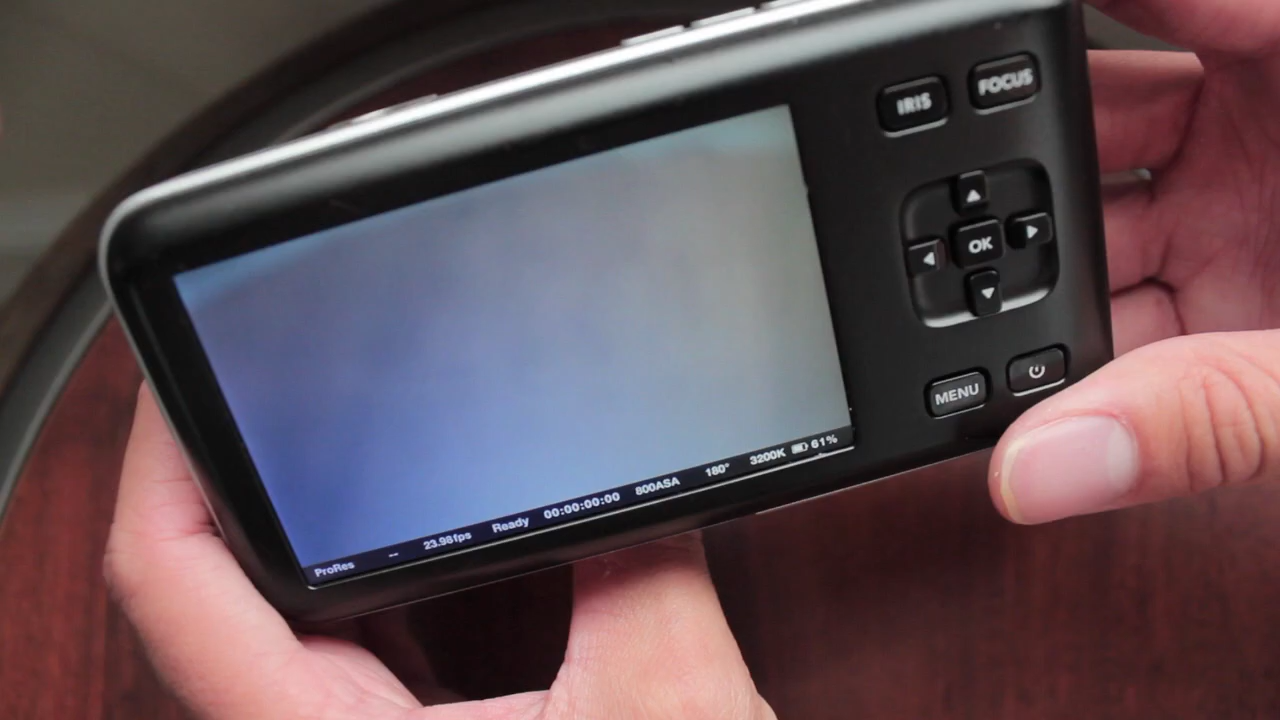 IRIS FOCUS
OK
MENU
ProRes -- 23.98fps Ready 00:00:00:00 800ASA 180° 3200K 61%